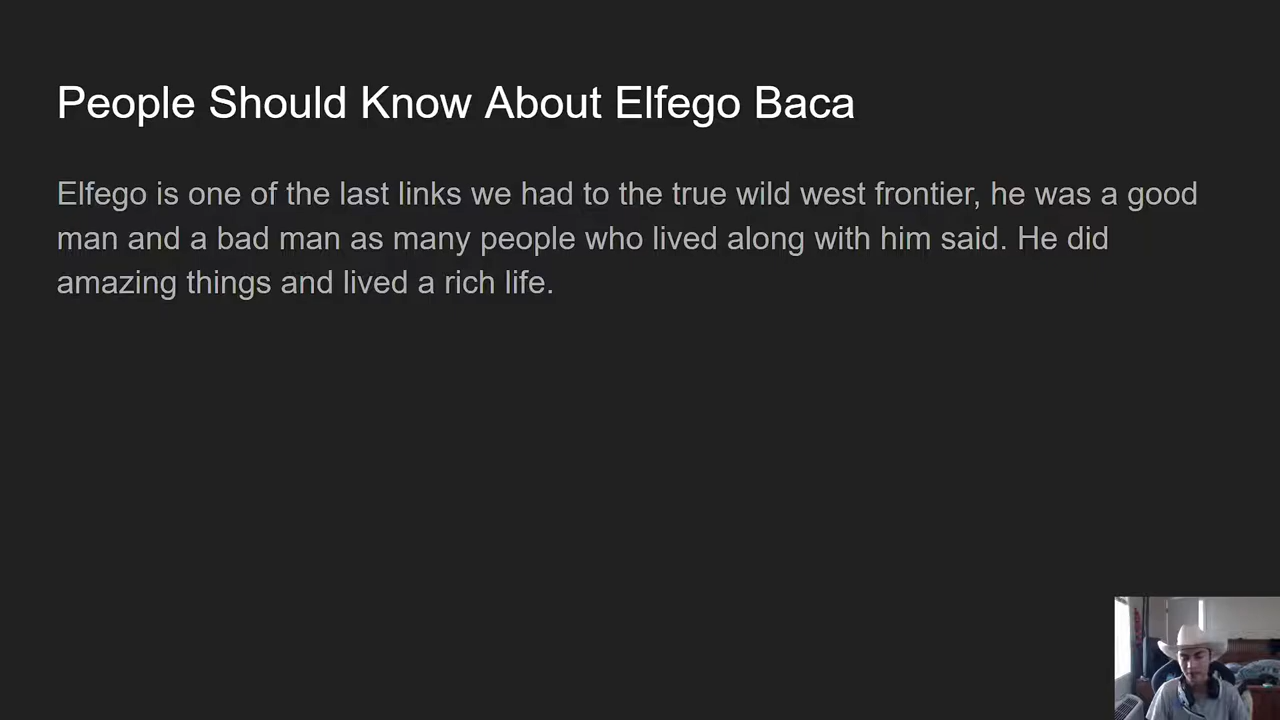 People Should Know About Elfego Baca
Elfego is one of the last links we had to the true wild west frontier, he was a good
man and a bad man as many people who lived along with him said. He did
amazing things and lived a rich life.